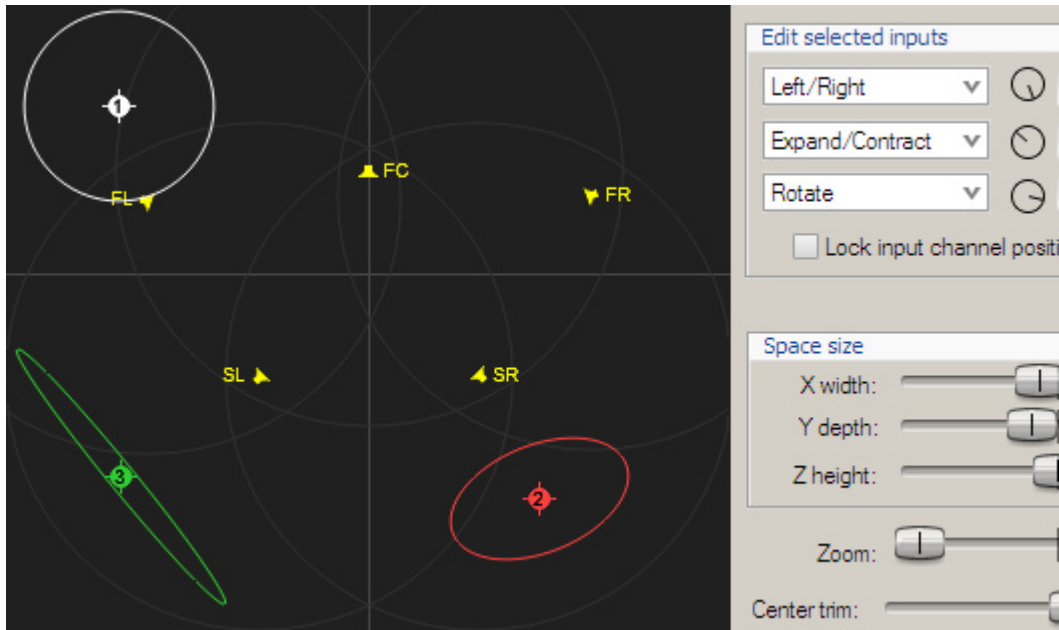 1
FC
FL
FR
SL
SR
3
2
Edit selected inputs
Left/Right
Expand/Contract
Rotate
Lock input channel positi
Space size
X width:
Y depth:
Z height:
Zoom:
Center trim: